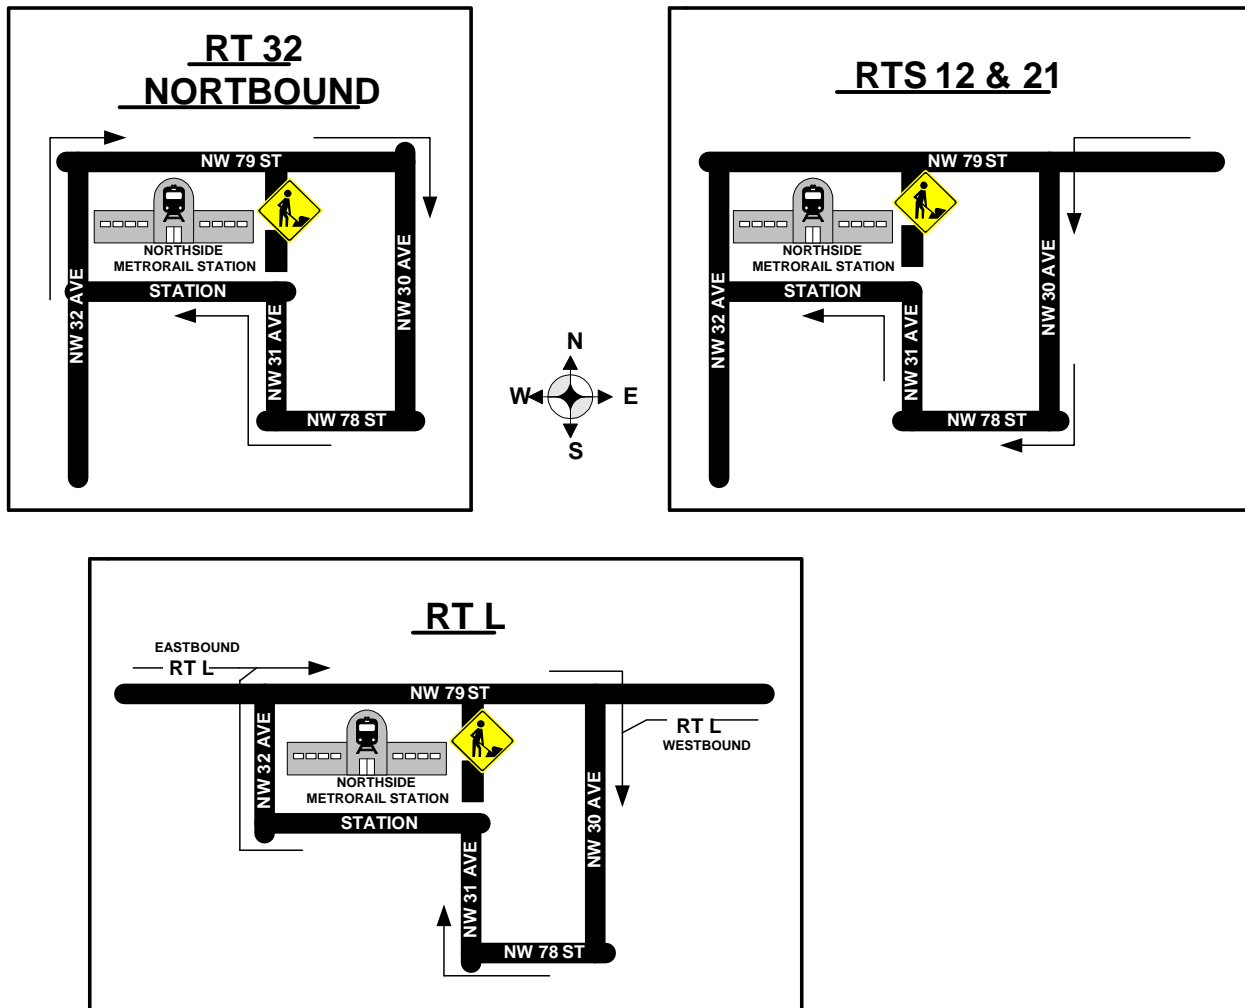 RT 32
NORTBOUND
NW 79 ST
NORTHSIDE
METRORAIL STATION
STATION
NW 32 AVE
NW 31 AVE
NW 30 AVE
NW 78 ST
RTS 12 & 21
NW 79 ST
NORTHSIDE
METRORAIL STATION
STATION
NW 32 AVE
NW 31 AVE
NW 30 AVE
NW 78 ST
N
W
E
S
RT L
EASTBOUND
RT L
NW 79 ST
RT L
WESTBOUND
NW 32 AVE
NORTHSIDE
METRORAIL STATION
STATION
NW 31 AVE
NW 30 AVE
NW 78 ST